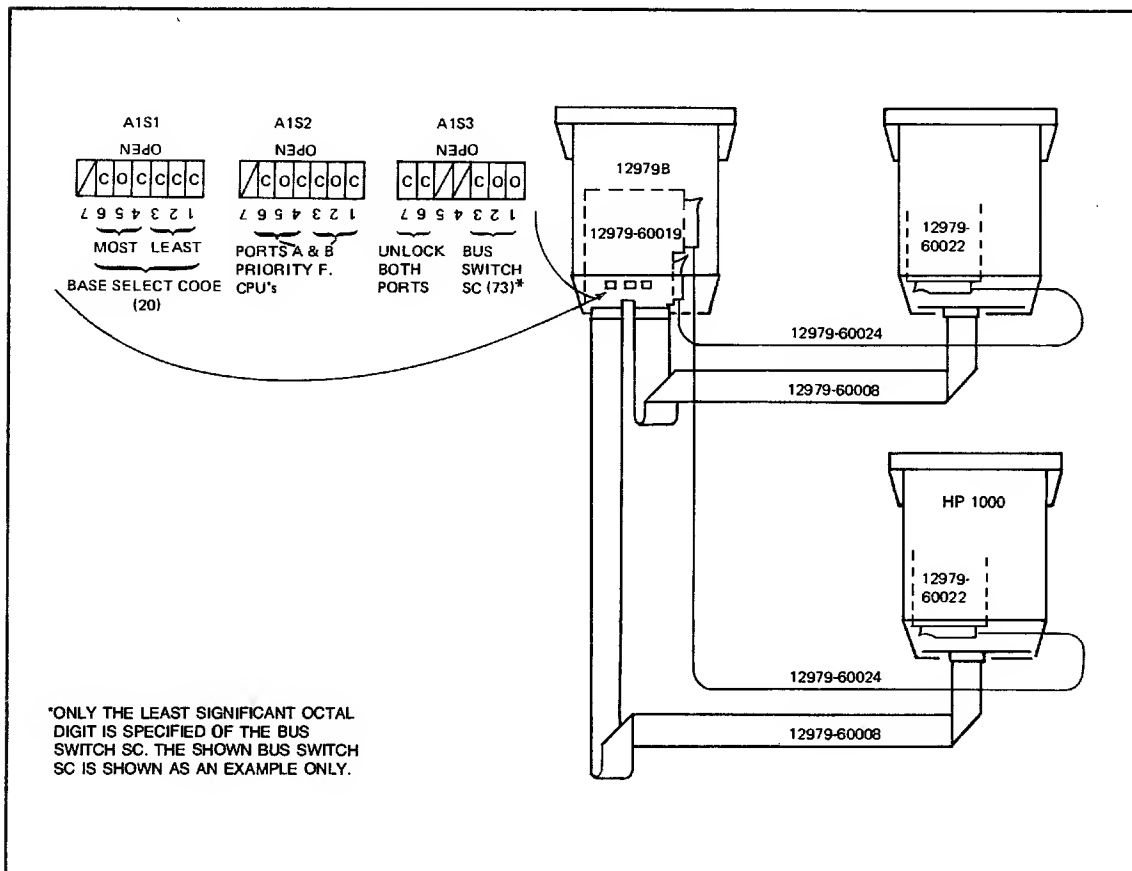 A1S1
OPEN
C O C C C C
7 6 5 4 3 2 1
MOST LEAST
BASE SELECT CODE
(20)
A1S2
OPEN
C O C C O C
7 6 5 4 3 2 1
PORTS A & B
PRIORITY F.
CPU's
A1S3
OPEN
C C C O O
7 6 5 4 3 2 1
UNLOCK
BOTH
PORTS
BUS
SWITCH
SC (73)*
12979B
12979-60019
12979-
60022
12979-60024
12979-60008
HP 1000
12979-
60022
12979-60024
12979-60008
*ONLY THE LEAST SIGNIFICANT OCTAL
DIGIT IS SPECIFIED OF THE BUS
SWITCH SC. THE SHOWN BUS SWITCH
SC IS SHOWN AS AN EXAMPLE ONLY.